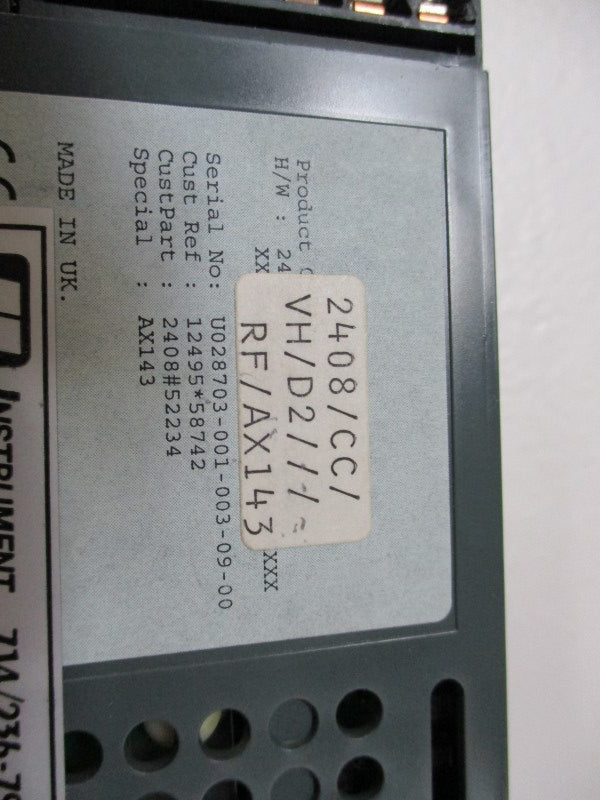 Product
H/W : 24
XX
XXX
2408/CC/
VH/D2///
RF/AX143
Serial No: U028703-001-003-09-00
Cust Ref : 12495*58742
CustPart : 2408#52234
Special : AX143
MADE IN UK.
INSTRUMENT